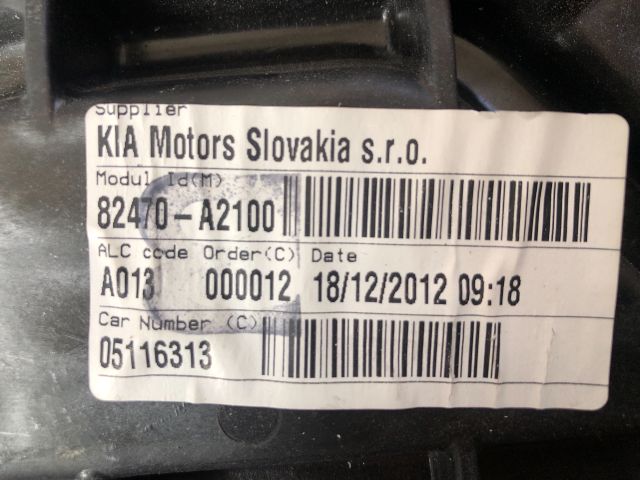 Supplier
KIA Motors Slovakia s.r.o.
Modul Id(M)
82470-A2100
ALC code Order(C) Date
A013 000012 18/12/2012 09:18
Car Number (C)
05116313